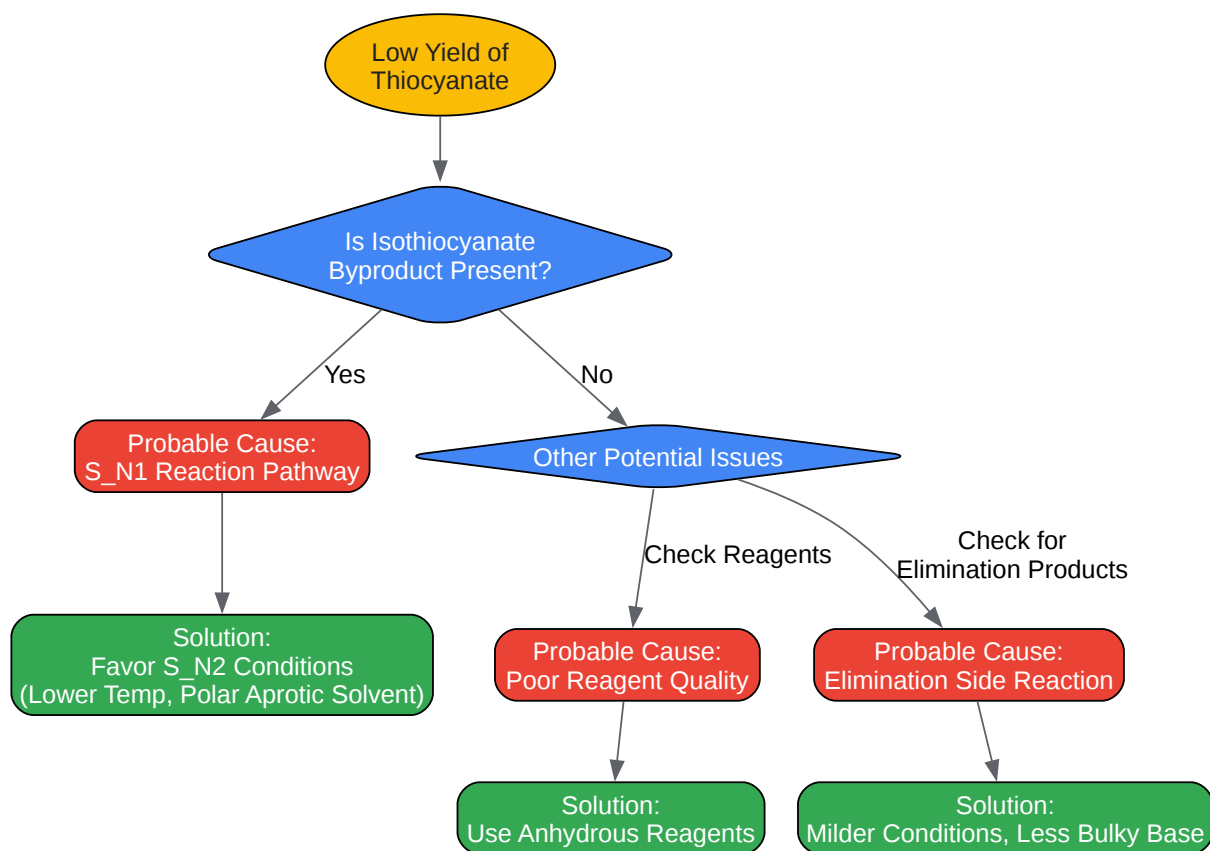 Low Yield of
Thiocyanate
Is Isothiocyanate
Byproduct Present?
Yes
No
Probable Cause:
S_N1 Reaction Pathway
Other Potential Issues
Check Reagents
Check for
Elimination Products
Solution:
Favor S_N2 Conditions
(Lower Temp, Polar Aprotic Solvent)
Probable Cause:
Poor Reagent Quality
Probable Cause:
Elimination Side Reaction
Solution:
Use Anhydrous Reagents
Solution:
Milder Conditions, Less Bulky Base